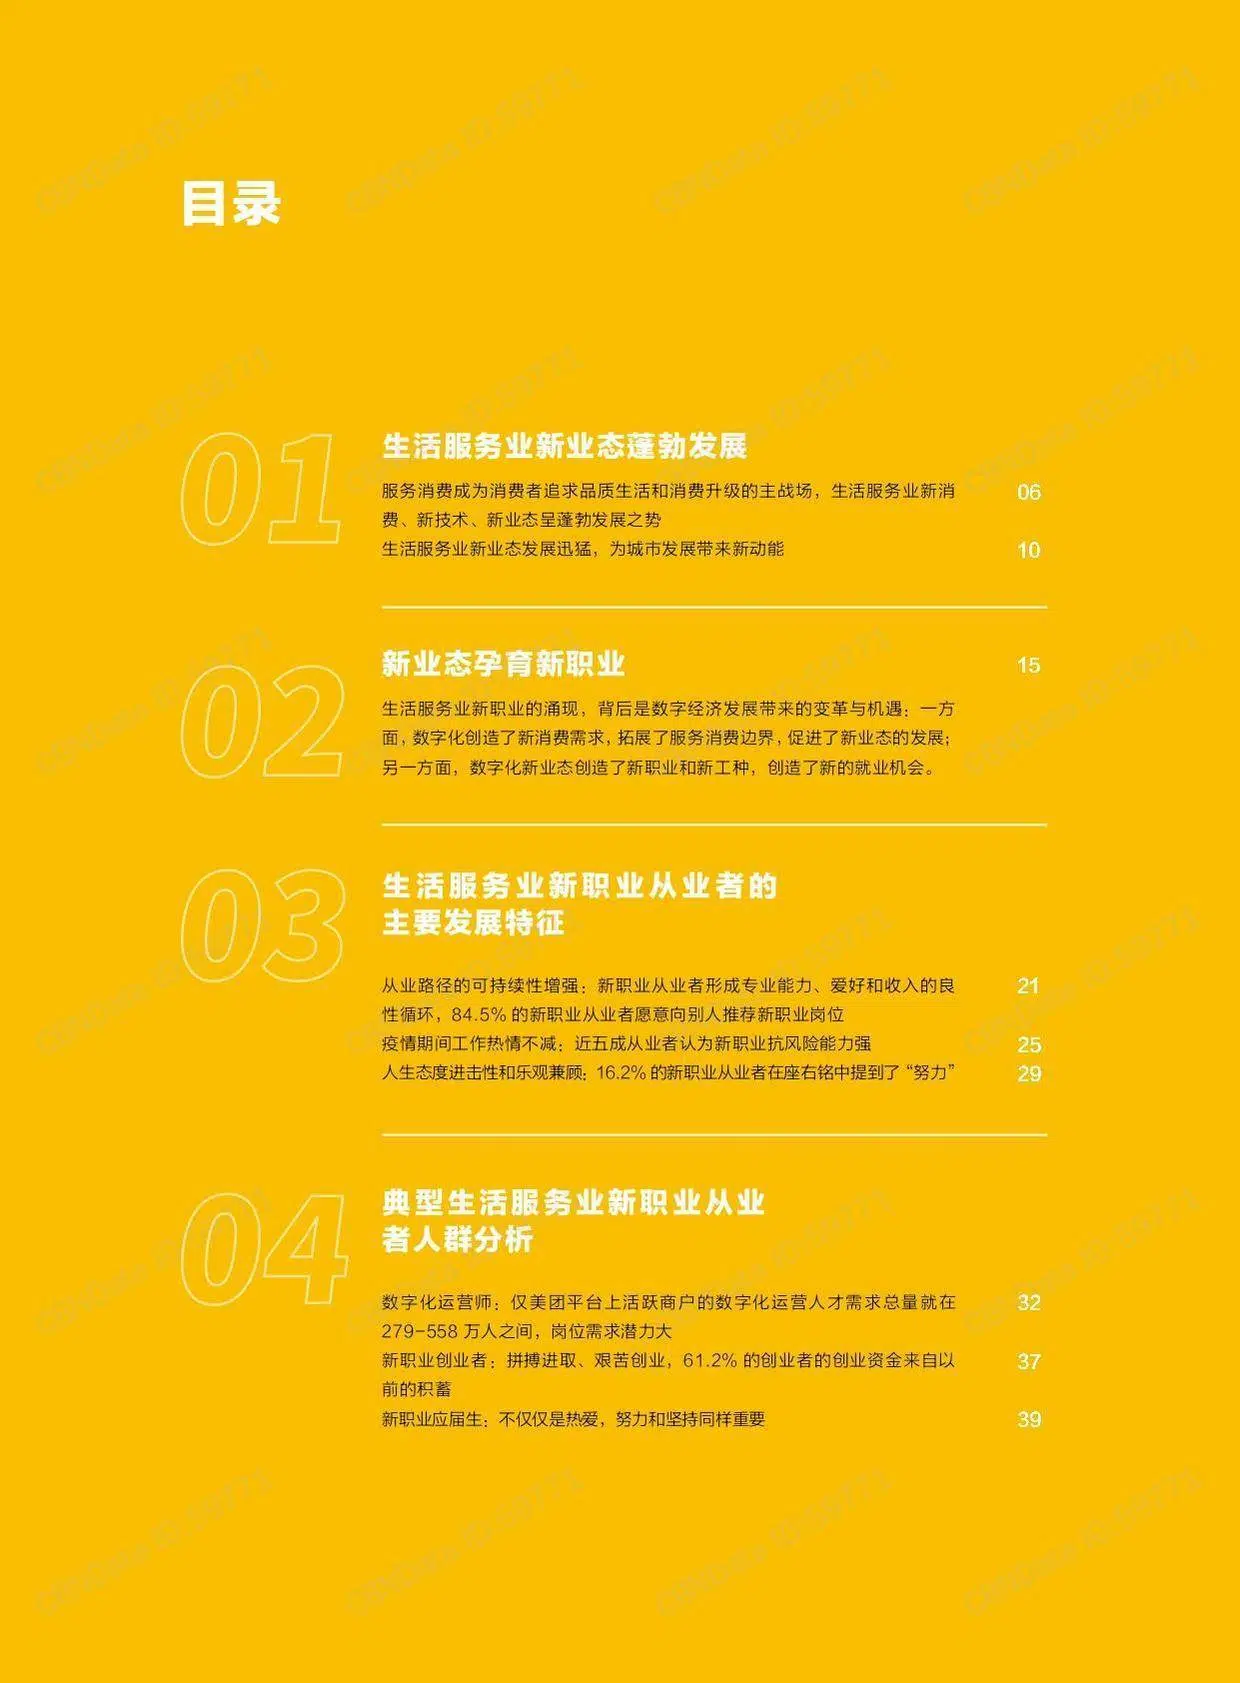 目录
01
生活服务业新业态蓬勃发展
服务消费成为消费者追求品质生活和消费升级的主战场，生活服务业新消 06
费、新技术、新业态呈蓬勃发展之势
生活服务业新业态发展迅猛，为城市发展带来新动能 10
02
新业态孕育新职业 15
生活服务业新职业的涌现，背后是数字经济发展带来的变革与机遇：一方
面，数字化创造了新消费需求，拓展了服务消费边界，促进了新业态的发展；
另一方面，数字化新业态创造了新职业和新工种，创造了新的就业机会。
03
生活服务业新职业从业者的
主要发展特征
从业路径的可持续性增强：新职业从业者形成专业能力、爱好和收入的良 21
性循环，84.5% 的新职业从业者愿意向别人推荐新职业岗位
疫情期间工作热情不减：近五成从业者认为新职业抗风险能力强 25
人生态度进击性和乐观兼顾：16.2% 的新职业从业者在座右铭中提到了“努力” 29
04
典型生活服务业新职业从业
者人群分析
数字化运营师：仅美团平台上活跃商户的数字化运营人才需求总量就在 32
279-558 万人之间，岗位需求潜力大
新职业创业者：拼搏进取、艰苦创业，61.2% 的创业者的创业资金来自以 37
前的积蓄
新职业应届生：不仅仅是热爱，努力和坚持同样重要 39
CBNData ID:59771